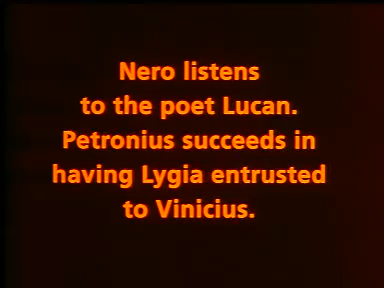 Nero listens
to the poet Lucan.
Petronius succeeds in
having Lygia entrusted
to Vinicius.